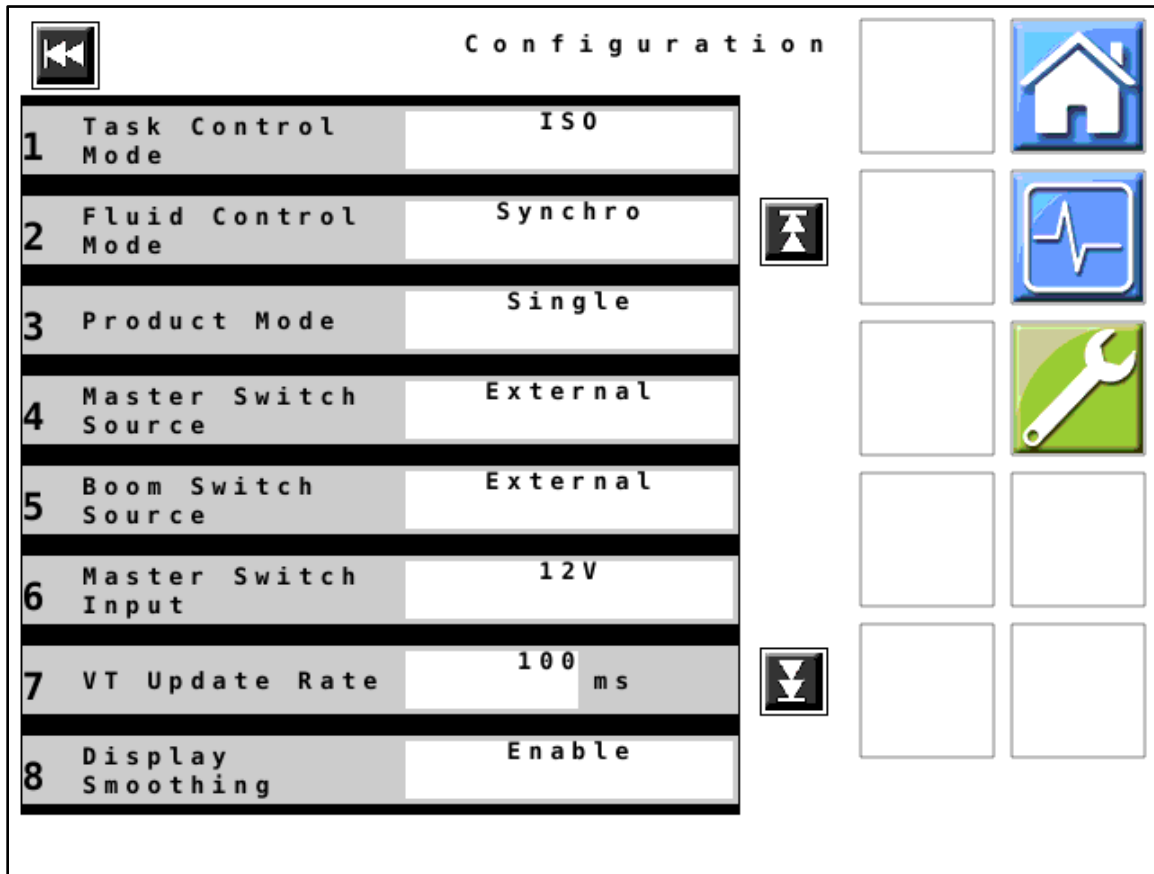 Configuration
1 Task Control
Mode
ISO
2 Fluid Control
Mode
Synchro
3 Product Mode
Single
4 Master Switch
Source
External
5 Boom Switch
Source
External
6 Master Switch
Input
12V
7 VT Update Rate
100 ms
8 Display
Smoothing
Enable